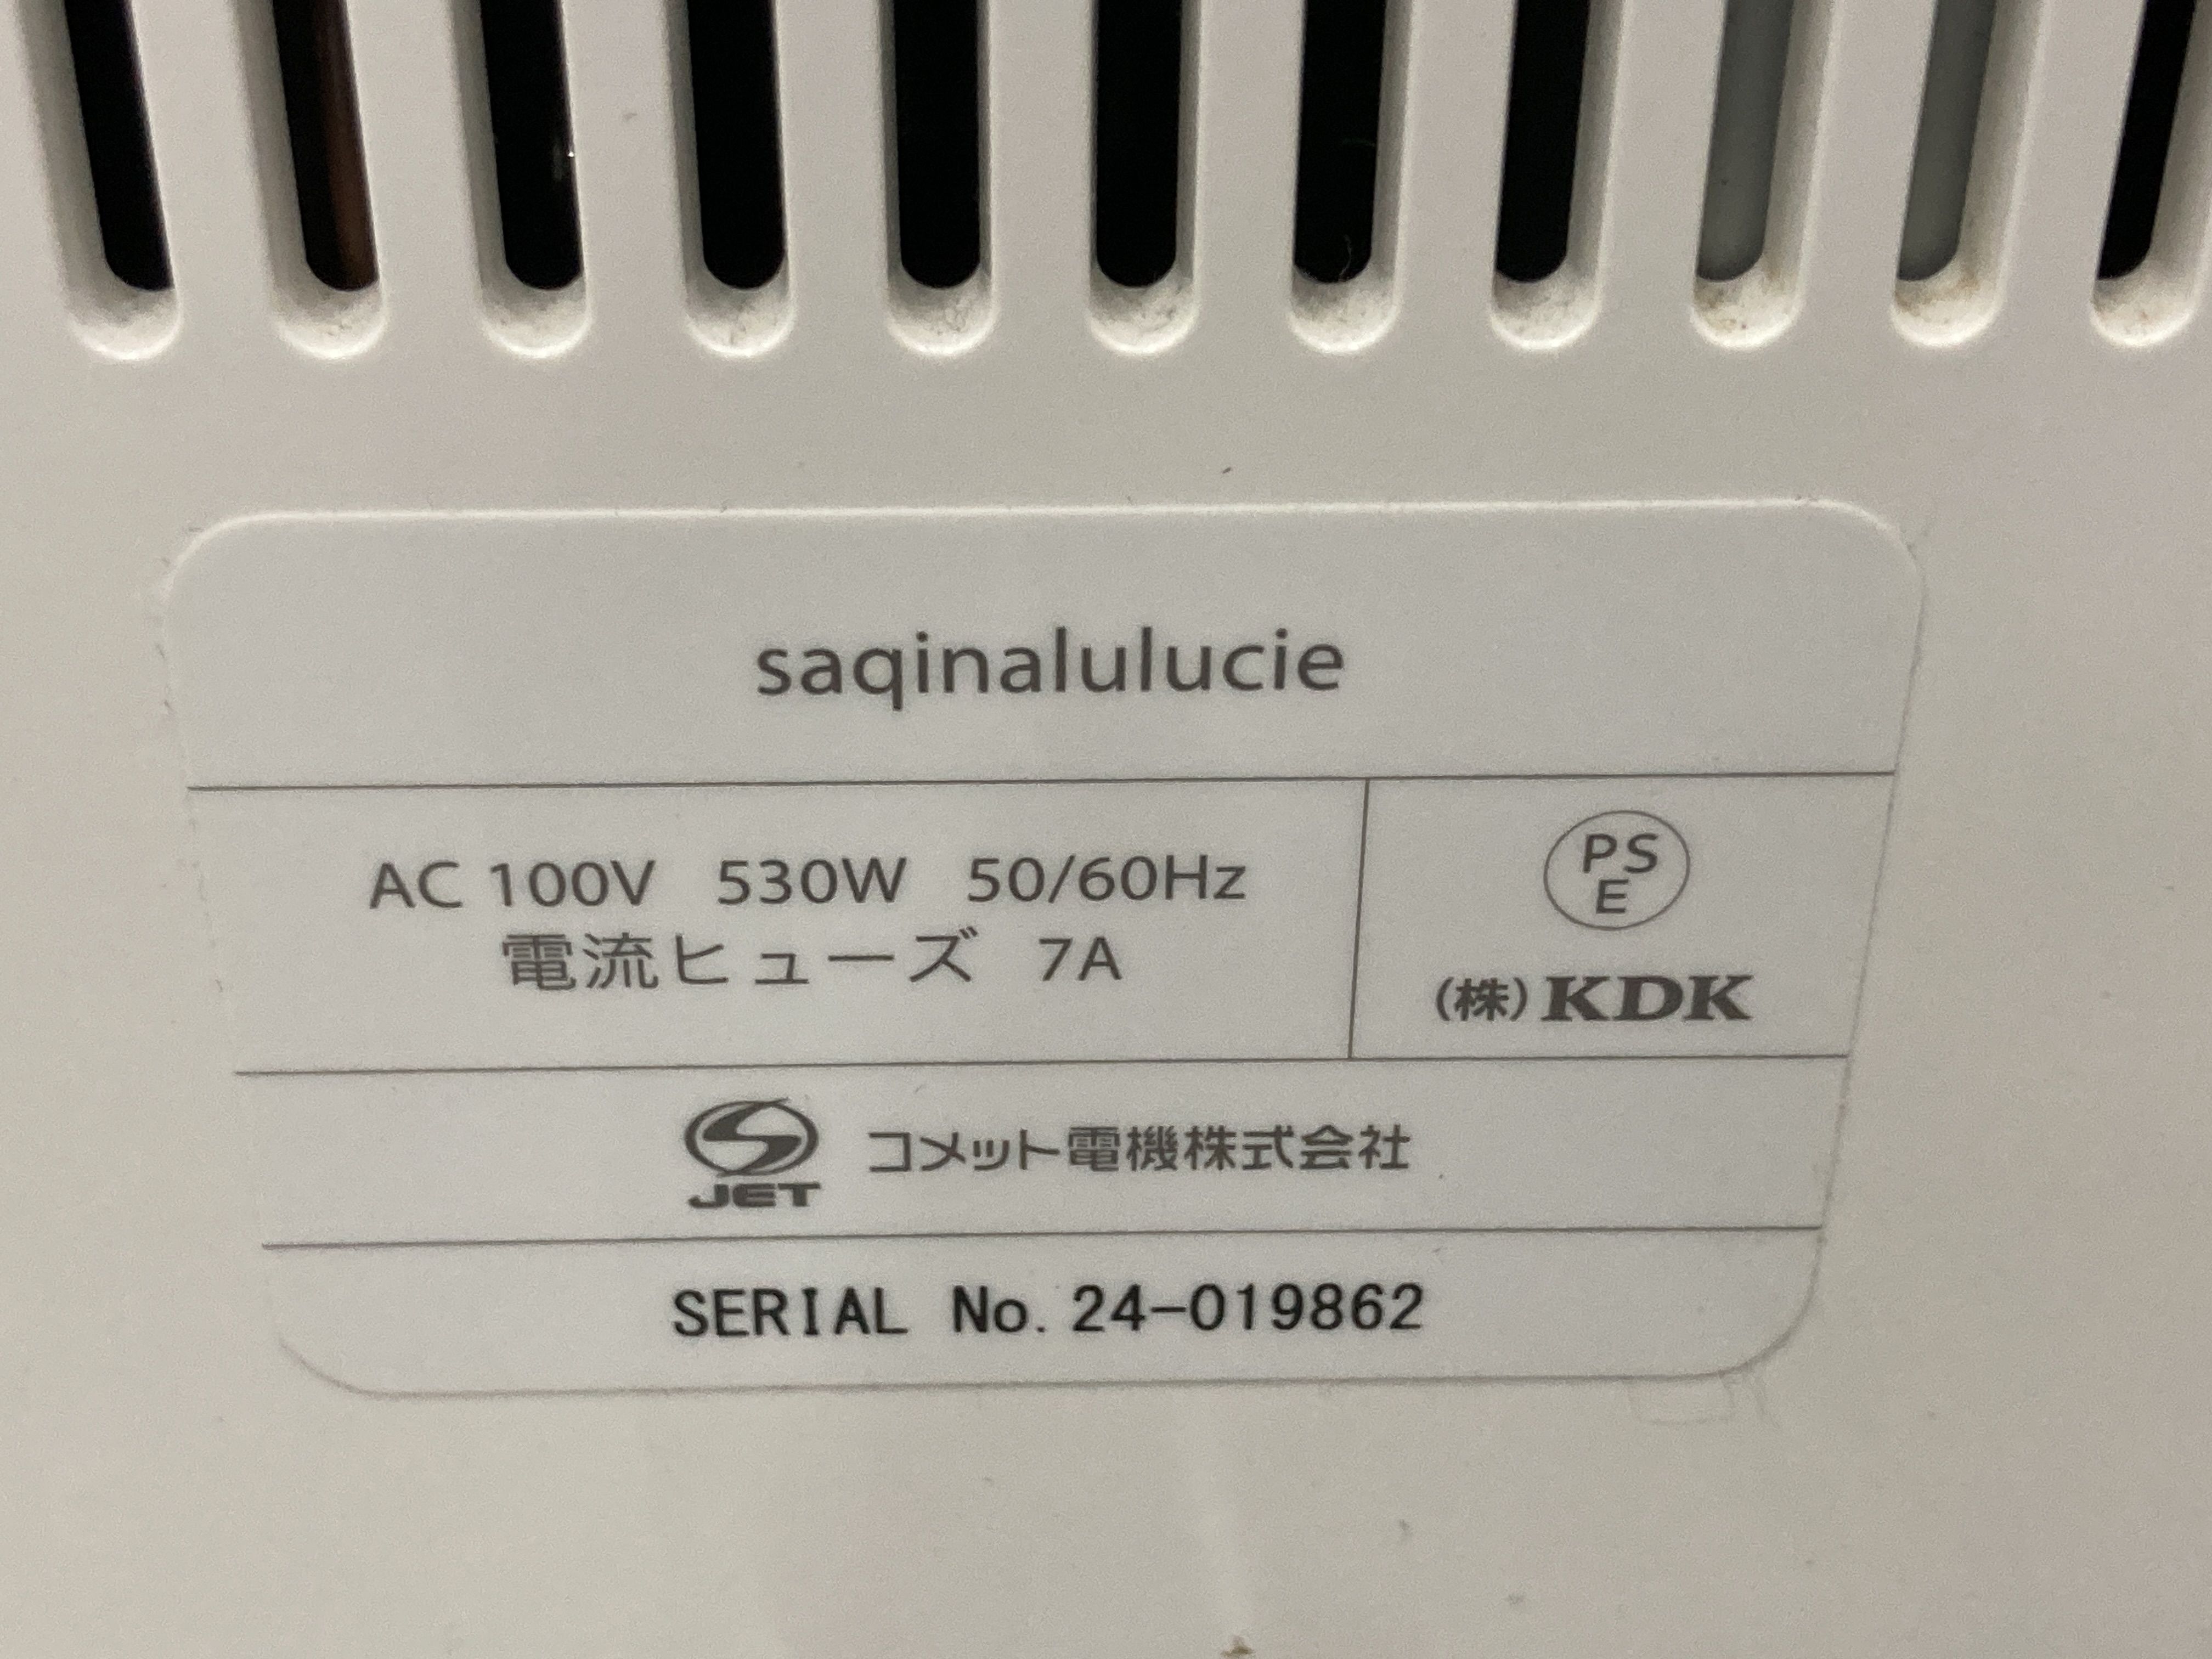 saqinalulucie
AC 100V 530W 50/60Hz
電流ヒューズ 7A
PS
E
(株)KDK
JET
コメット電機株式会社
SERIAL No. 24-019862